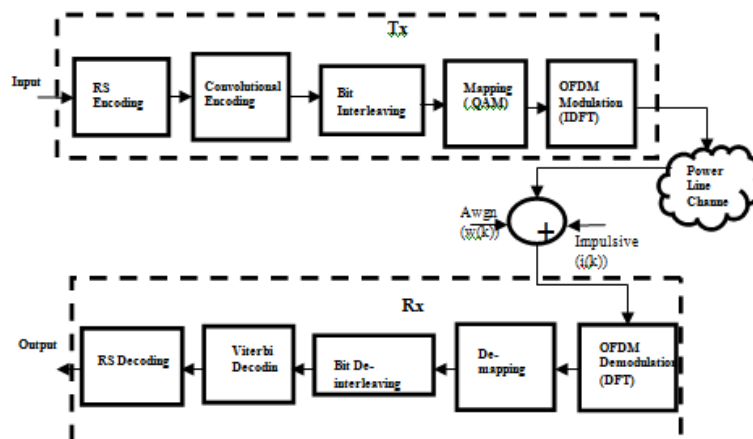 Tx
Input
RS
Encoding
Convolutional
Encoding
Bit
Interleaving
Mapping
(.QAM)
OFDM
Modulation
(IDFT)
Power
Line
Channe
Awgn
(w(k))
+
Impulsive
(i(k))
Rx
Output
RS Decoding
Viterbi
Decodin
Bit De-
interleaving
De-
mapping
OFDM
Demodulation
(DFT)